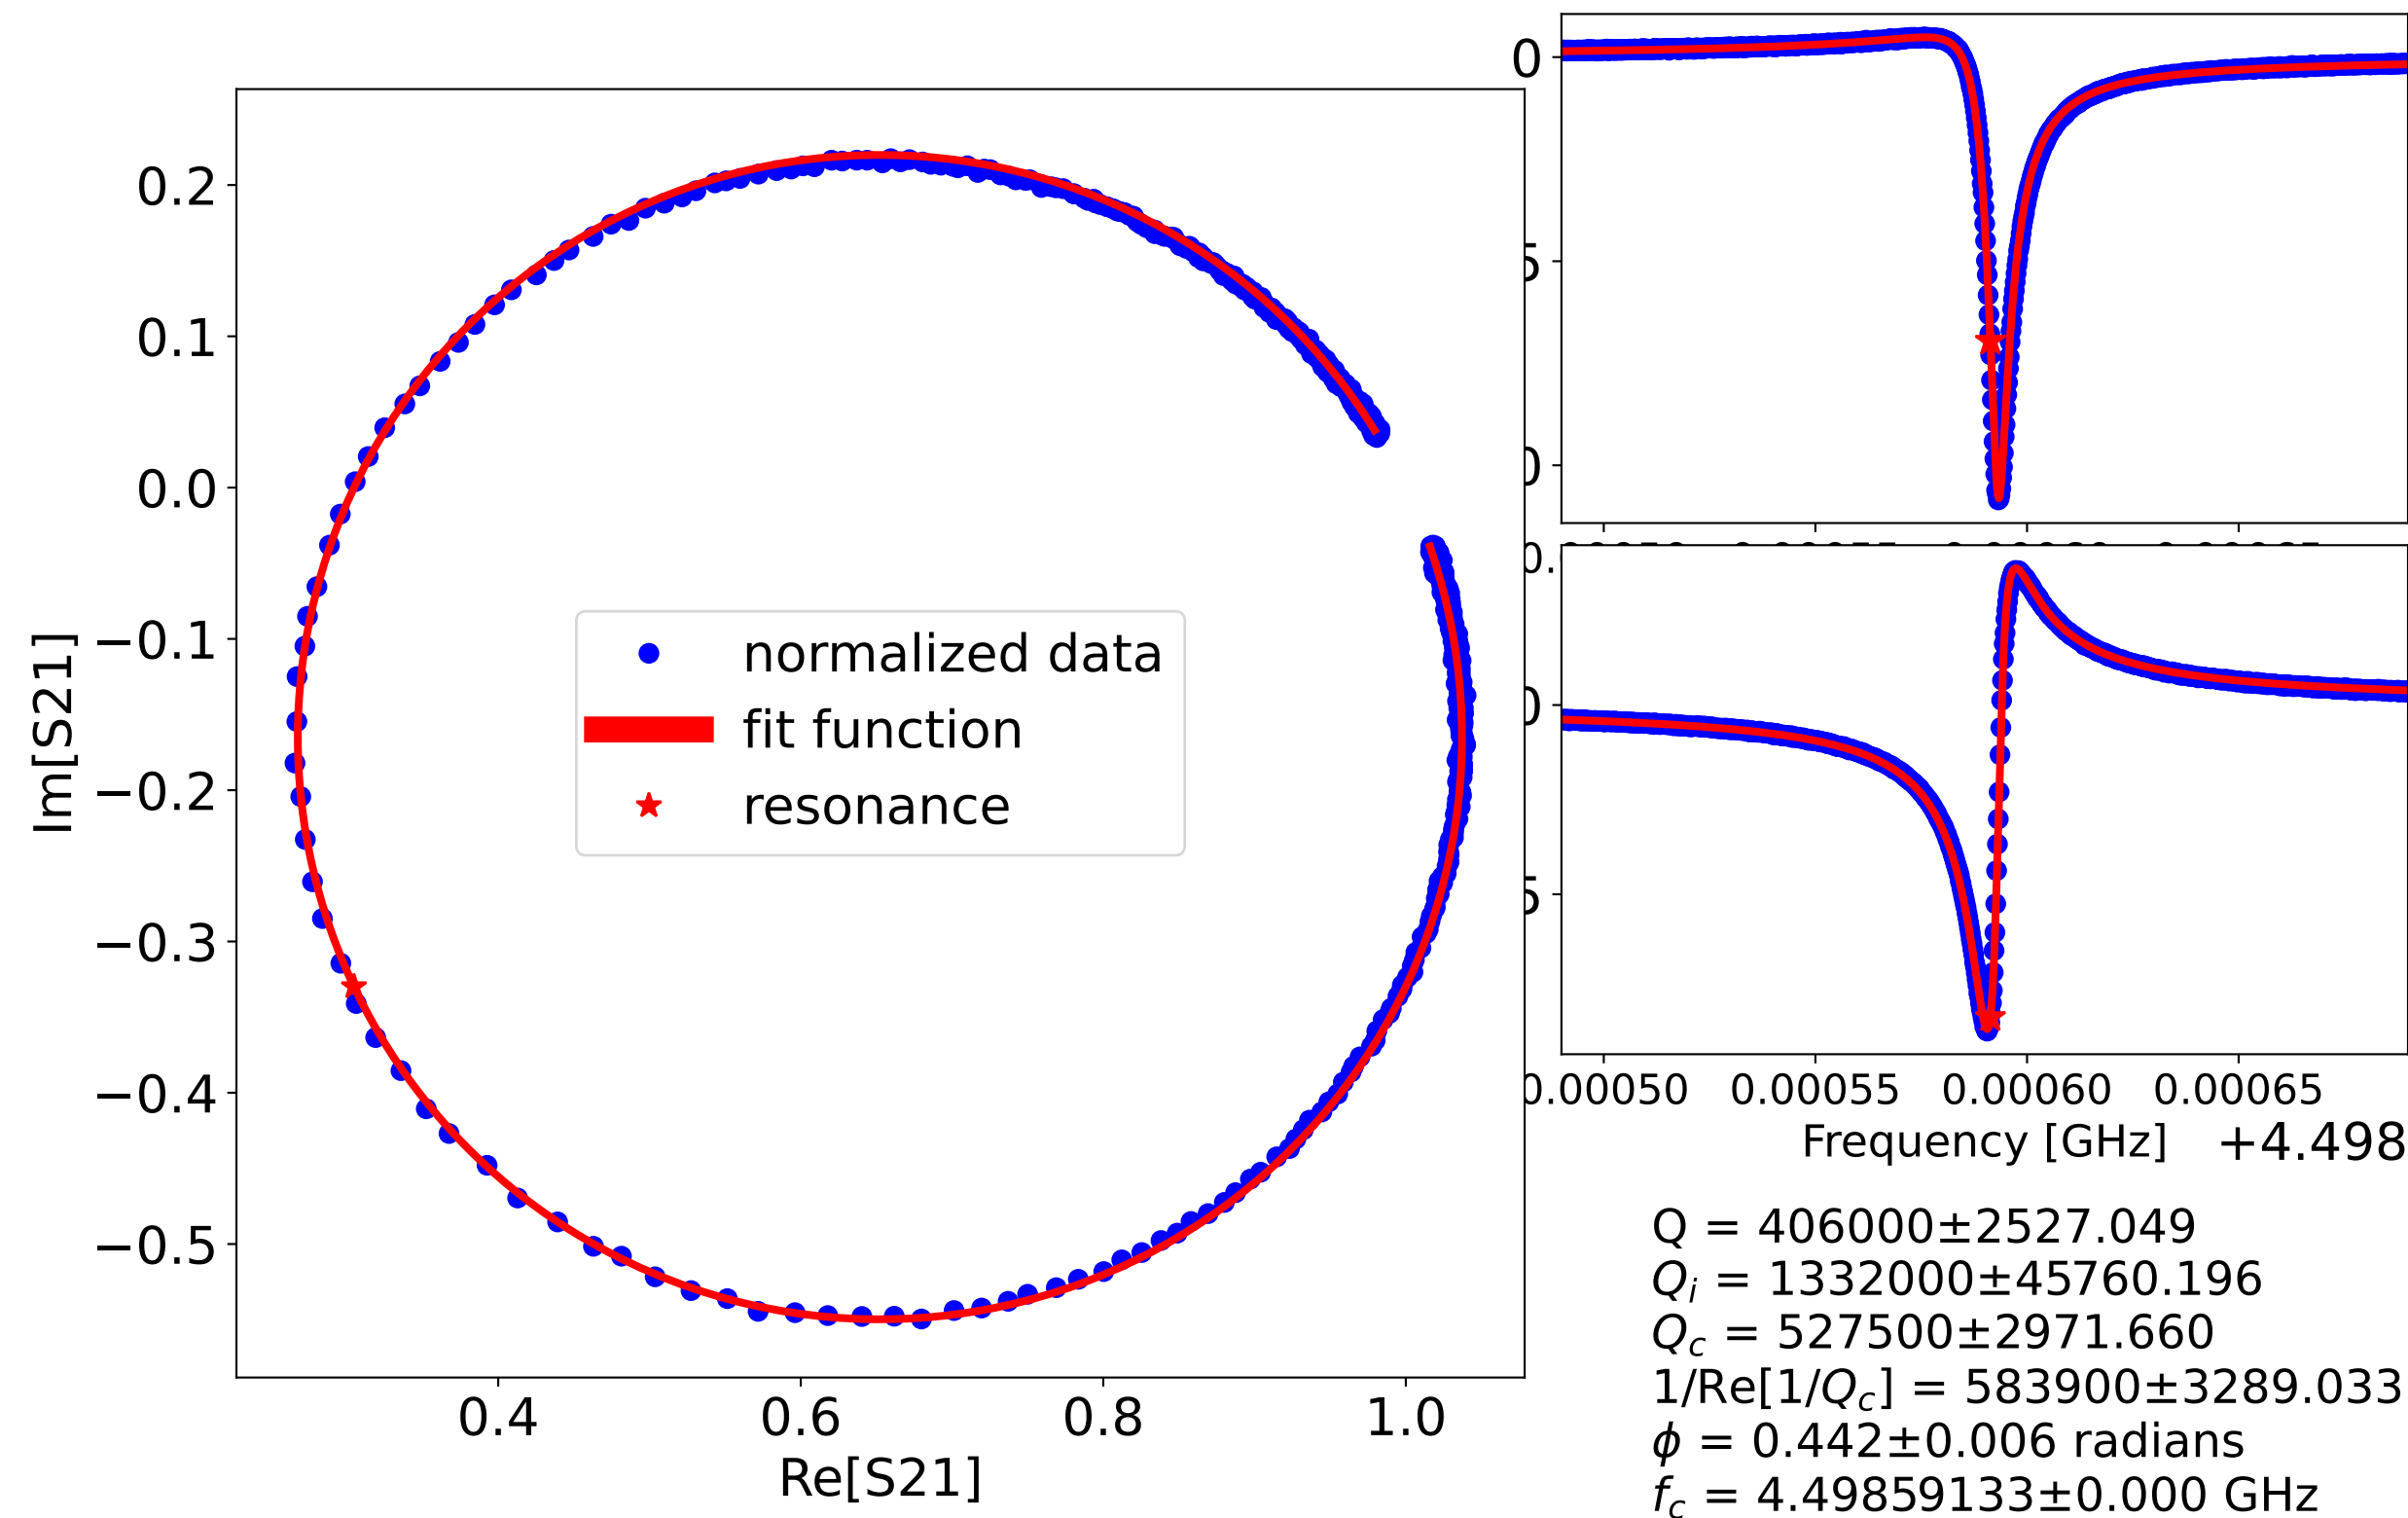 0.2
0.1
0.0
−0.1
−0.2
−0.3
−0.4
−0.5
Im[S21]
0.4 0.6 0.8 1.0
Re[S21]
normalized data
fit function
resonance
0
0.00050 0.00055 0.00060 0.00065
Frequency [GHz] +4.498
Q = 406000±2527.049
Qᵢ = 1332000±45760.196
Q_c = 527500±2971.660
1/Re[1/Q_c] = 583900±3289.033
ϕ = 0.442±0.006 radians
f_c = 4.49859133±0.000 GHz